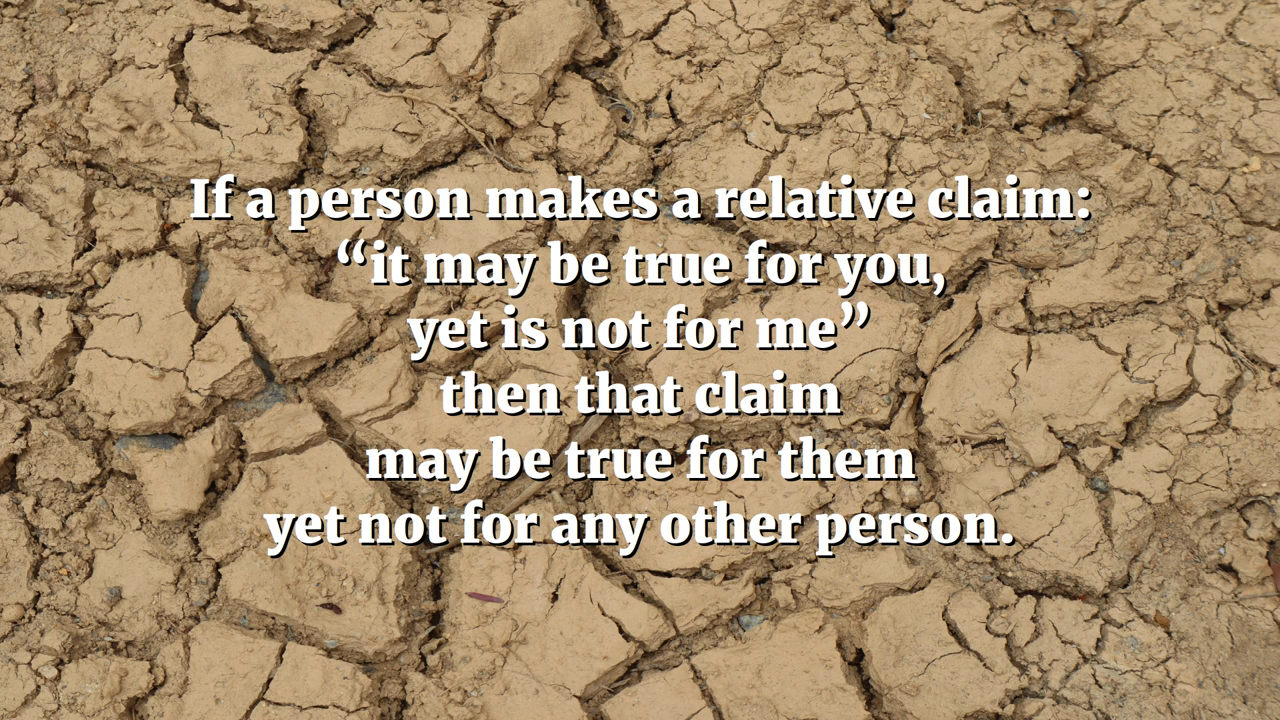 If a person makes a relative claim:
“it may be true for you,
yet is not for me”
then that claim
may be true for them
yet not for any other person.